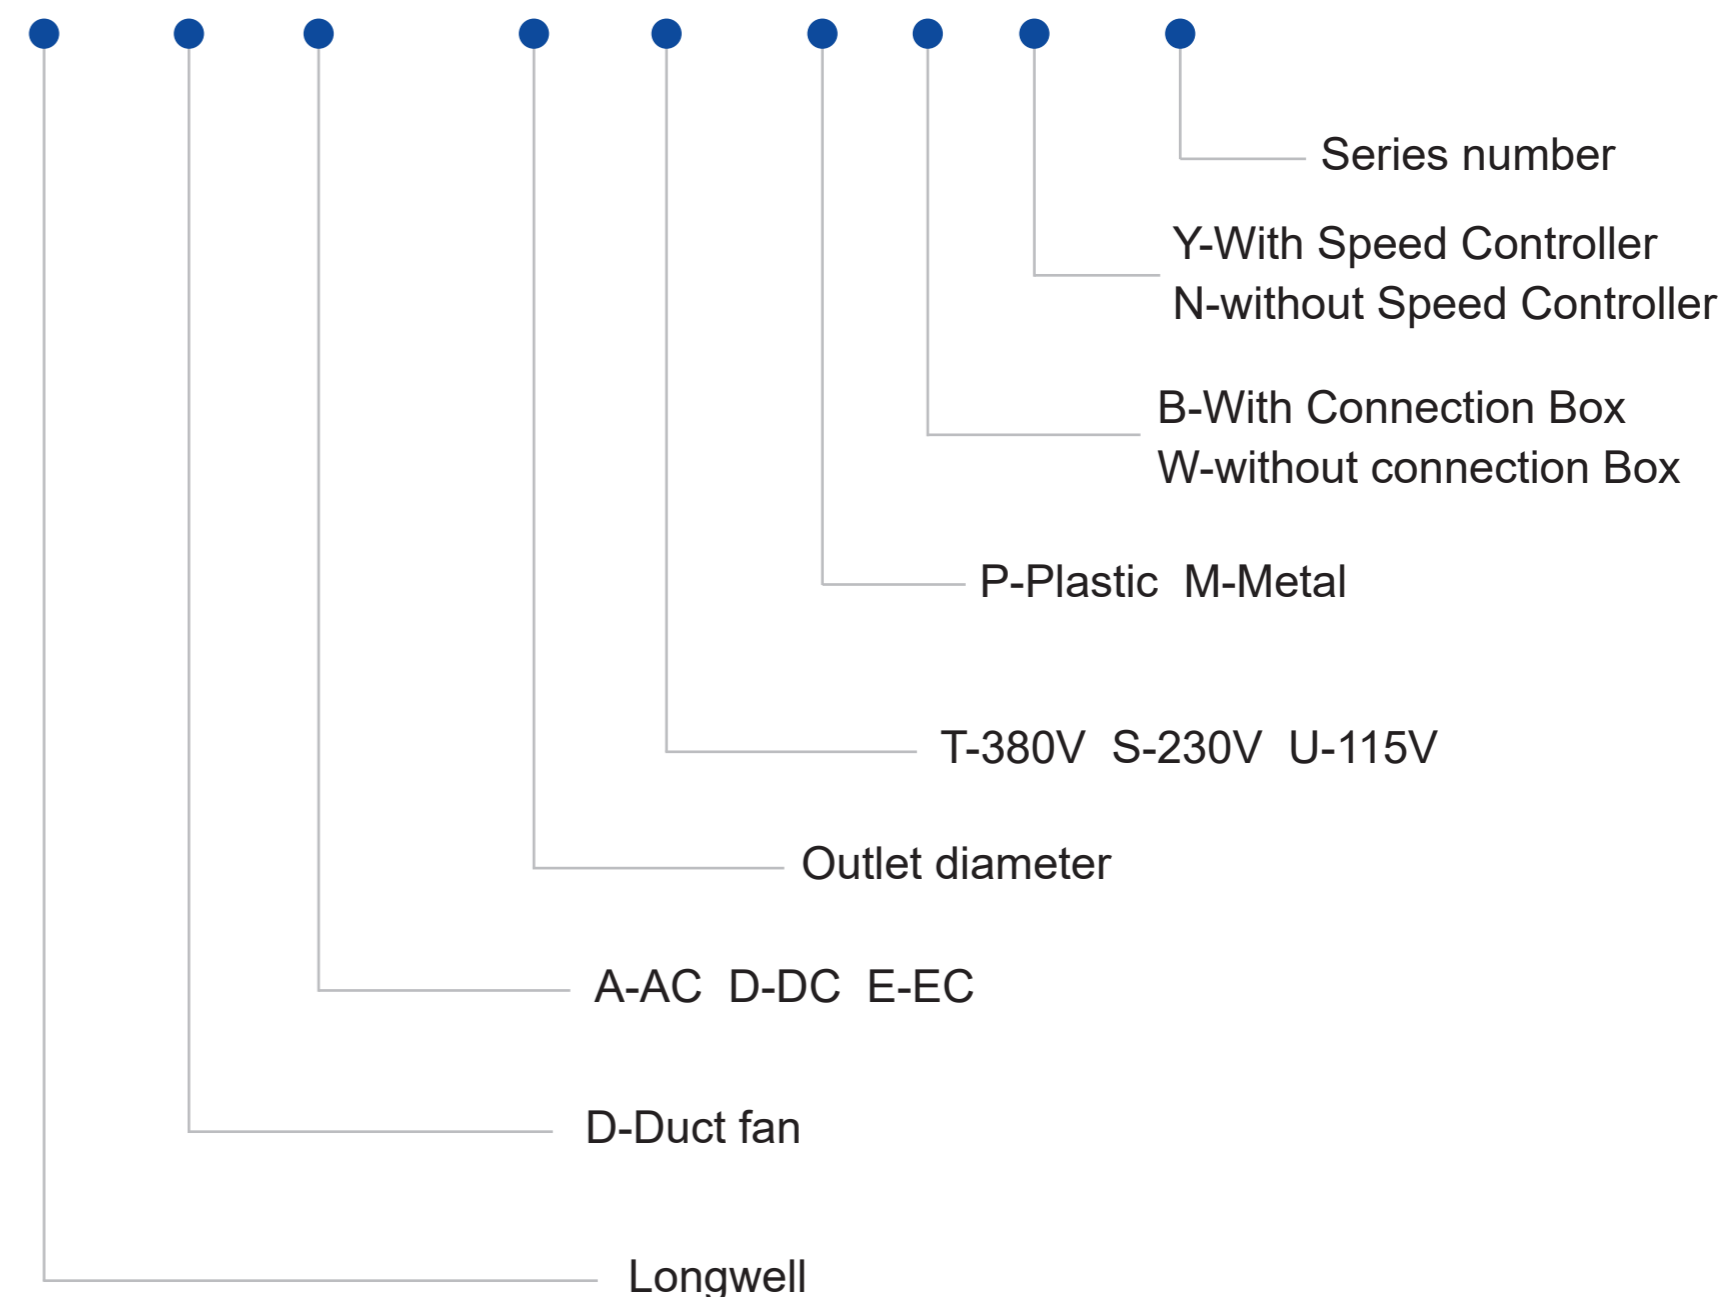 Series number
Y-With Speed Controller
N-without Speed Controller
B-With Connection Box
W-without connection Box
P-Plastic  M-Metal
T-380V  S-230V  U-115V
Outlet diameter
A-AC  D-DC  E-EC
D-Duct fan
Longwell